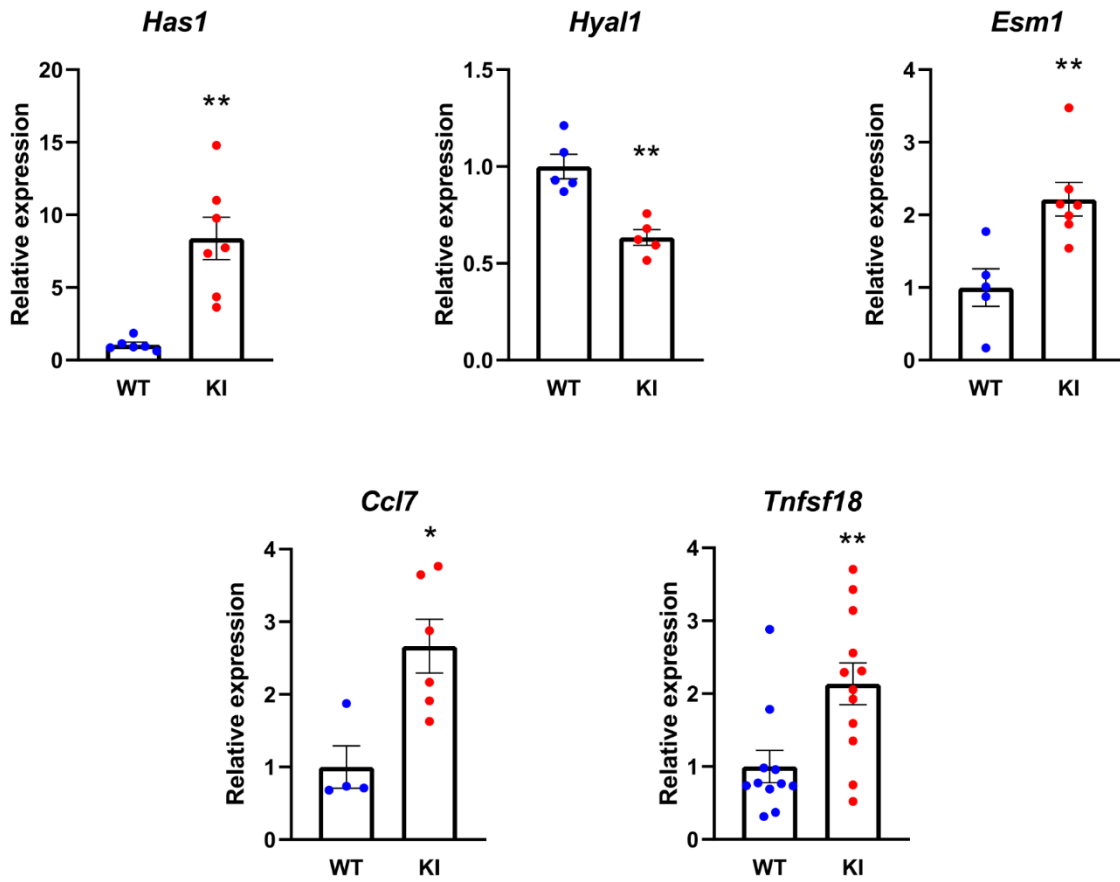 Has1
Relative expression
20
15
10
5
0
**
WT KI
Hyal1
Relative expression
1.5
1.0
0.5
0.0
**
WT KI
Esm1
Relative expression
4
3
2
1
0
**
WT KI
Ccl7
Relative expression
4
3
2
1
0
*
WT KI
Tnfsf18
Relative expression
4
3
2
1
0
**
WT KI